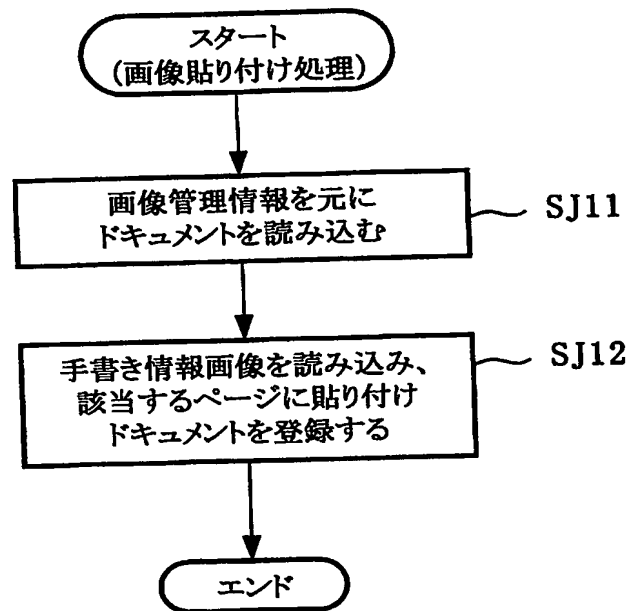 スタート
(画像貼り付け処理)
画像管理情報を元に
ドキュメントを読み込む
SJ11
手書き情報画像を読み込み、
該当するページに貼り付け
ドキュメントを登録する
SJ12
エンド